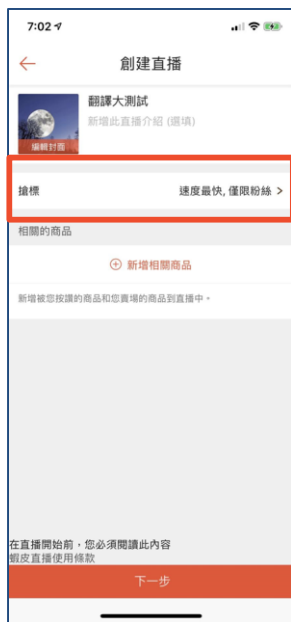 7:02
創建直播
翻譯大測試
新增此直播介紹 (選填)
編輯封面
搶標
速度最快, 僅限粉絲 >
相關的商品
新增相關商品
新增被您按讚的商品和您賣場的商品到直播中。
在直播開始前，您必須閱讀此內容
蝦皮直播使用條款
下一步